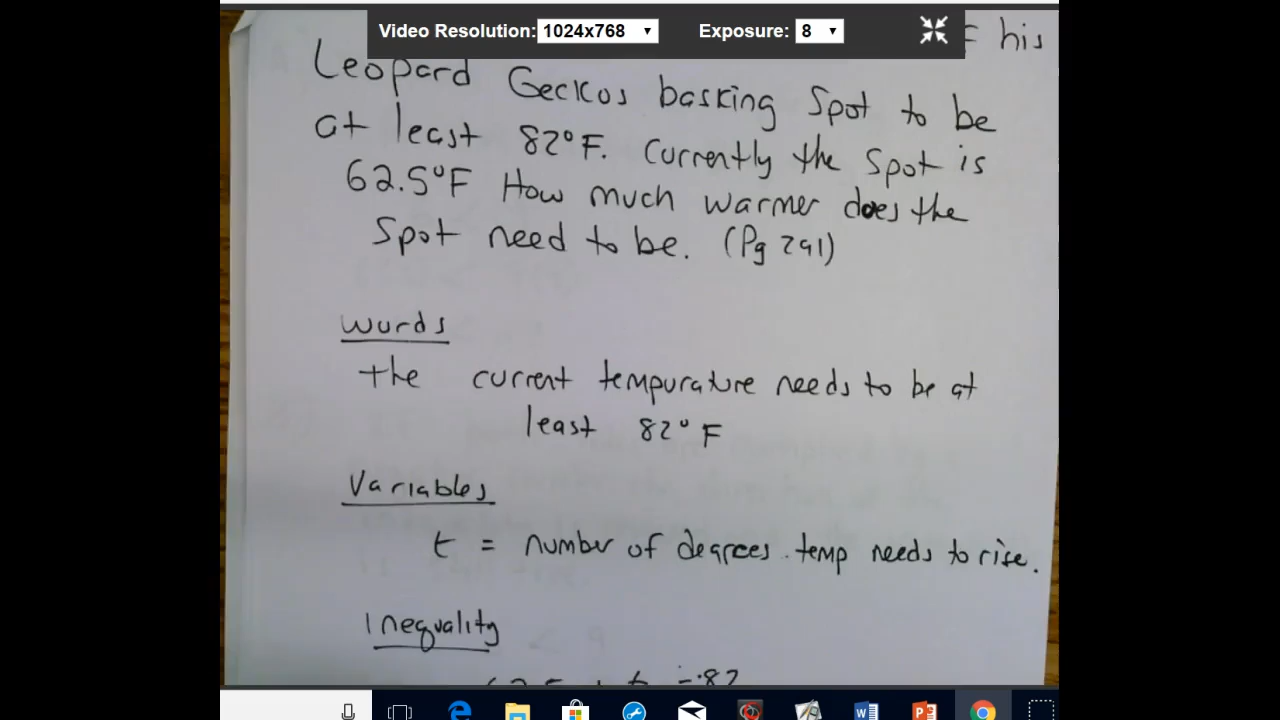 Video Resolution: 1024x768 Exposure: 8
his
Leopard Geckos basking Spot to be
at least 82°F. Currently the Spot is
62.5°F How much warmer does the
Spot need to be. (Pg 291)
Words
the current tempurature needs to be at
least 82° F
Variables
t = number of degrees temp needs to rise.
Inequality